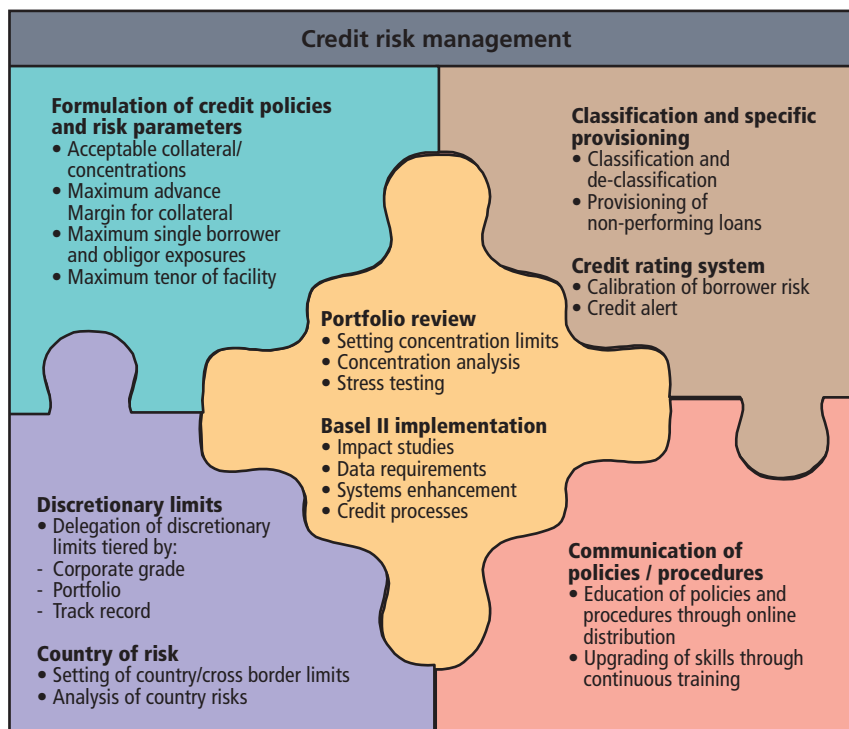 Credit risk management
Formulation of credit policies
and risk parameters
• Acceptable collateral/
concentrations
• Maximum advance
Margin for collateral
• Maximum single borrower
and obligor exposures
• Maximum tenor of facility
Classification and specific
provisioning
• Classification and
de-classification
• Provisioning of
non-performing loans
Credit rating system
• Calibration of borrower risk
• Credit alert
Portfolio review
• Setting concentration limits
• Concentration analysis
• Stress testing
Basel II implementation
• Impact studies
• Data requirements
• Systems enhancement
• Credit processes
Discretionary limits
• Delegation of discretionary
limits tiered by:
- Corporate grade
- Portfolio
- Track record
Country of risk
• Setting of country/cross border limits
• Analysis of country risks
Communication of
policies / procedures
• Education of policies and
procedures through online
distribution
• Upgrading of skills through
continuous training